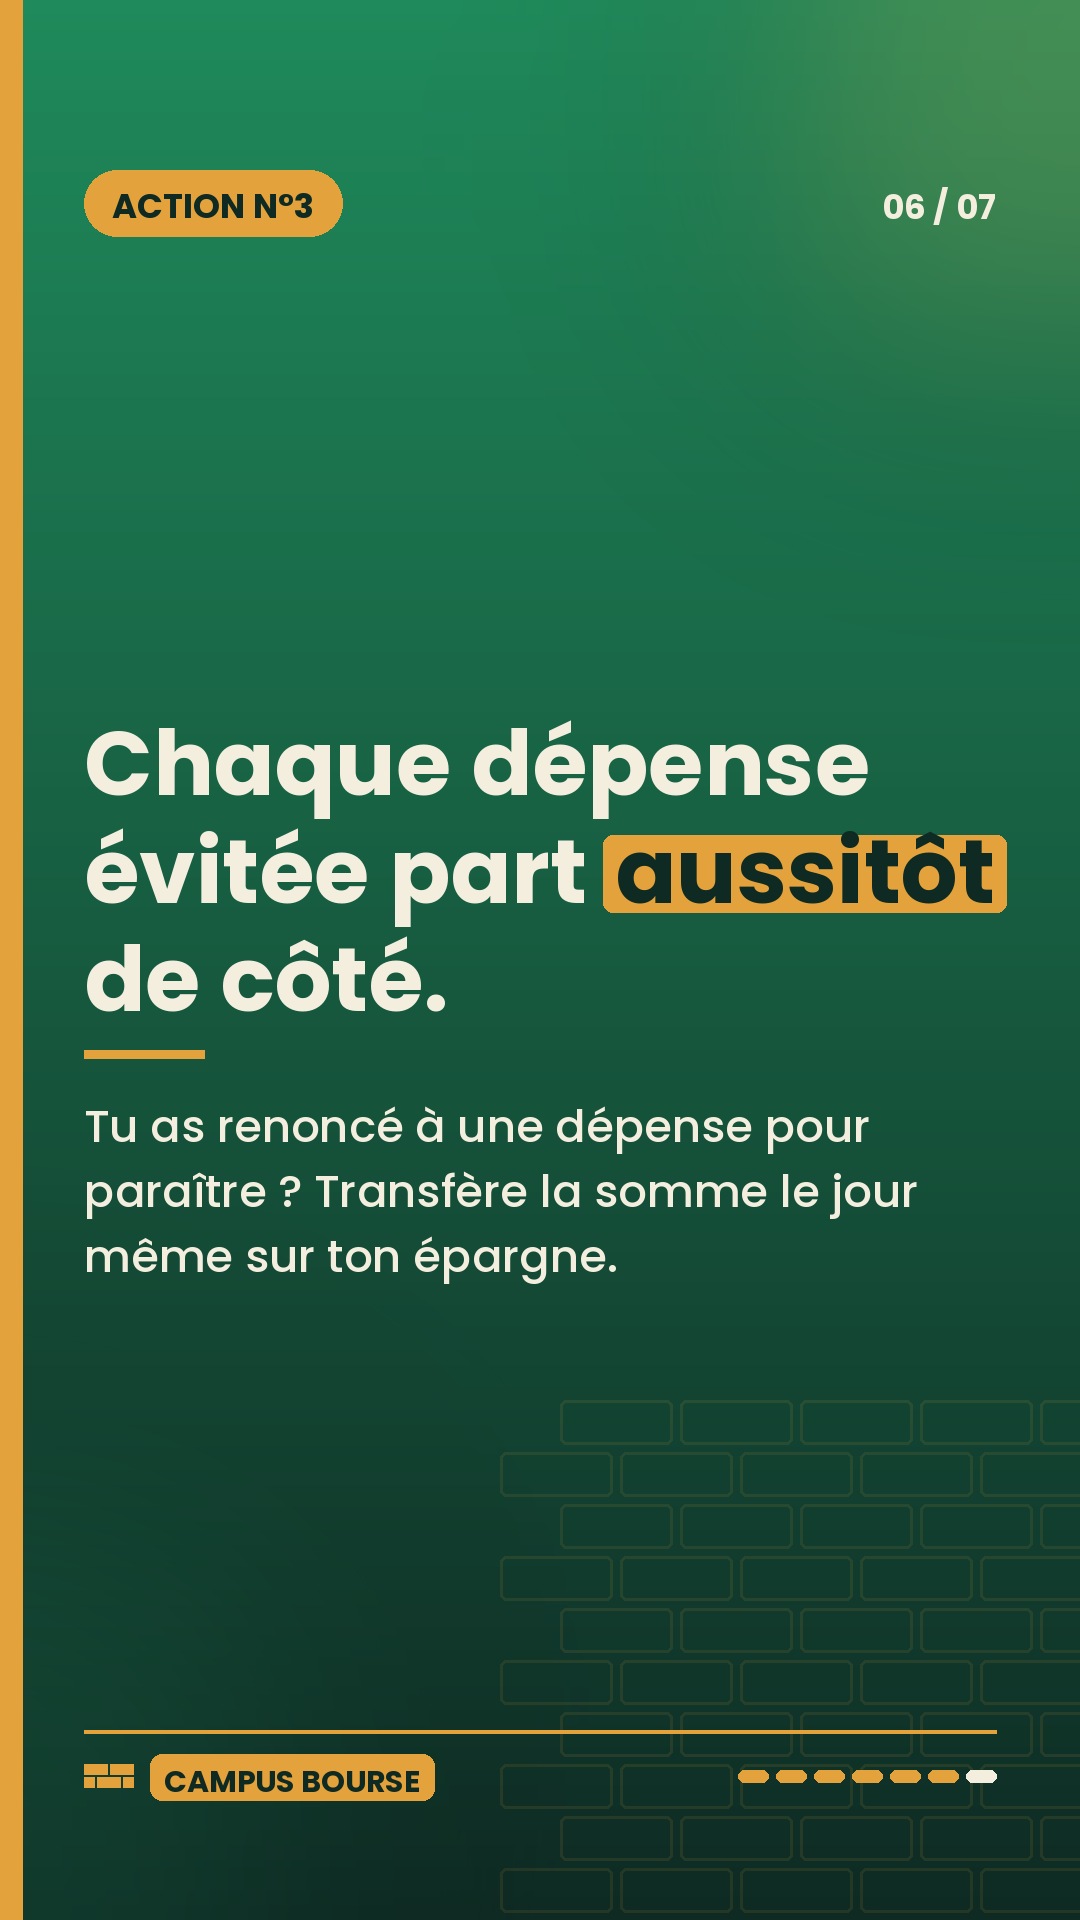 ACTION N°3
06 / 07
Chaque dépense
évitée part aussitôt
de côté.
Tu as renoncé à une dépense pour
paraître ? Transfère la somme le jour
même sur ton épargne.
CAMPUS BOURSE